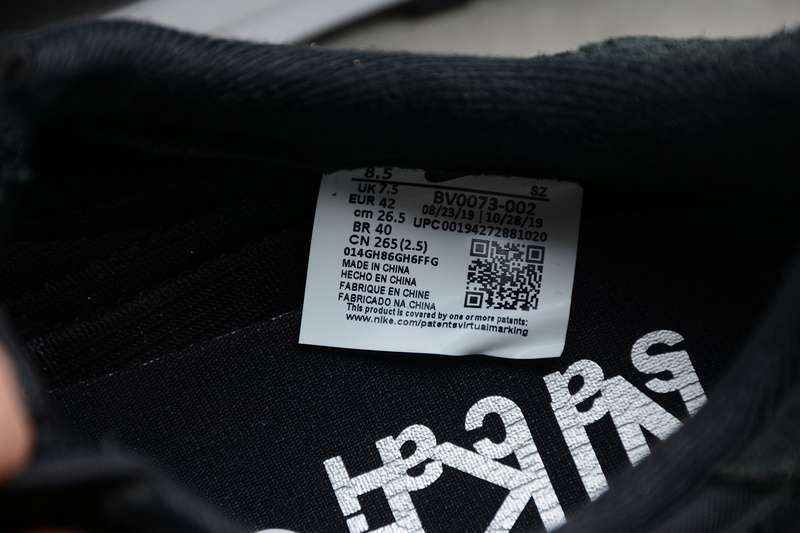 8.5
UK 7.5
SZ
EUR 42
BV0073-002
cm 26.5
08/23/19 | 10/28/19
BR 40
UPC00194272881020
CN 265(2.5)
014GH86GH6FFG
MADE IN CHINA
HECHO EN CHINA
FABRIQUE EN CHINE
FABRICADO NA CHINA
This product is covered by one or more patents:
www.nike.com/patentsvirtualmarking